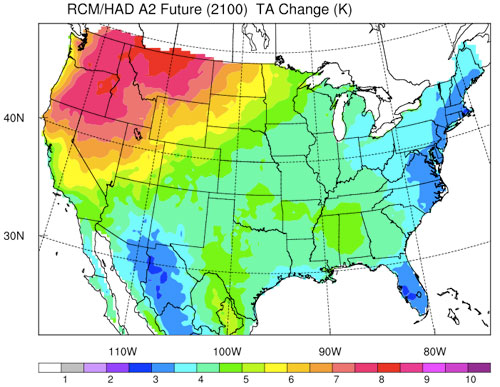 RCM/HAD A2 Future (2100) TA Change (K)
40N
30N
110W 100W 90W 80W
1 2 3 4 5 6 7 8 9 10